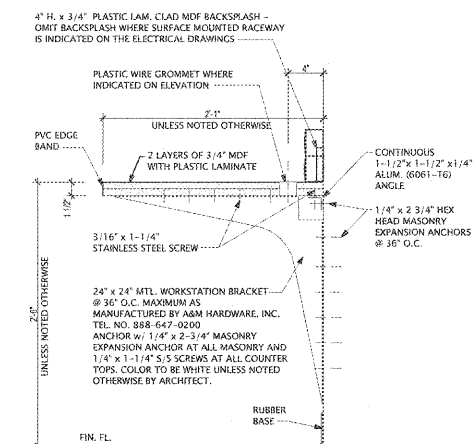 4" H. x 3/4" PLASTIC LAM. CLAD MDF BACKSPLASH -
OMIT BACKSPLASH WHERE SURFACE MOUNTED RACEWAY
IS INDICATED ON THE ELECTRICAL DRAWINGS
4"
PLASTIC WIRE GROMMET WHERE
INDICATED ON ELEVATION
2'-1"
UNLESS NOTED OTHERWISE
PVC EDGE
BAND
2 LAYERS OF 3/4" MDF
WITH PLASTIC LAMINATE
CONTINUOUS
1-1/2"x 1-1/2" x1/4"
ALUM. (6061-T6)
ANGLE
1 1/2"
1/4" x 2 3/4" HEX
HEAD MASONRY
EXPANSION ANCHORS
@ 36" O.C.
3/16" x 1-1/4"
STAINLESS STEEL SCREW
2'-6"
UNLESS NOTED OTHERWISE
24" x 24" MTL. WORKSTATION BRACKET
@ 36" O.C. MAXIMUM AS
MANUFACTURED BY A&M HARDWARE, INC.
TEL. NO. 888-647-0200
ANCHOR w/ 1/4" x 2-3/4" MASONRY
EXPANSION ANCHOR AT ALL MASONRY AND
1/4" x 1-1/4" S/S SCREWS AT ALL COUNTER
TOPS. COLOR TO BE WHITE UNLESS NOTED
OTHERWISE BY ARCHITECT.
RUBBER
BASE
FIN. FL.